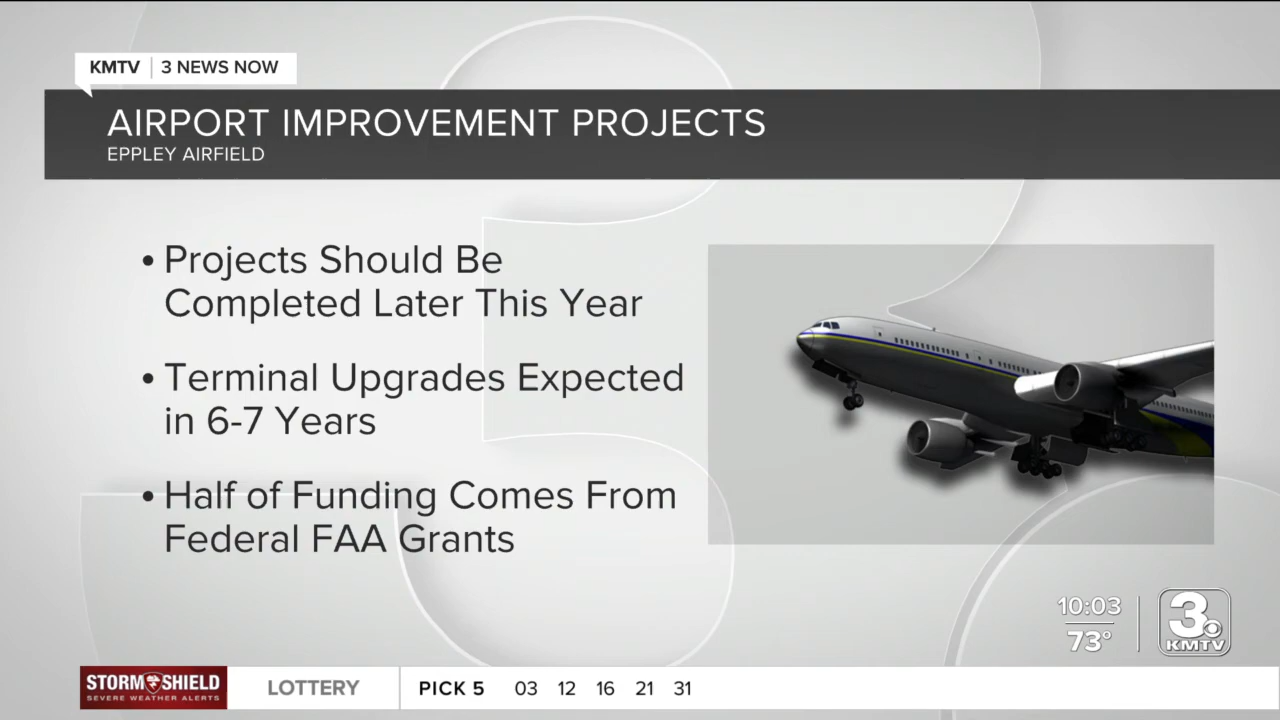 KMTV | 3 NEWS NOW
AIRPORT IMPROVEMENT PROJECTS
EPPLEY AIRFIELD
• Projects Should Be
Completed Later This Year
• Terminal Upgrades Expected
in 6-7 Years
• Half of Funding Comes From
Federal FAA Grants
10:03
73°
3
KMTV
STORM SHIELD
SEVERE WEATHER ALERTS
LOTTERY
PICK 5 03 12 16 21 31